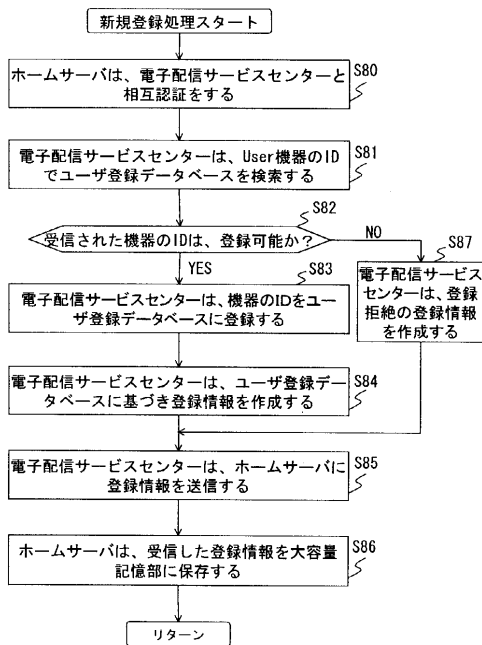 新規登録処理スタート
S80
ホームサーバは、電子配信サービスセンターと
相互認証をする
S81
電子配信サービスセンターは、User機器のID
でユーザ登録データベースを検索する
S82
受信された機器のIDは、登録可能か?
NO
YES
S83
電子配信サービスセンターは、機器のIDをユー
ザ登録データベースに登録する
S87
電子配信サービス
センターは、登録
拒絶の登録情報
を作成する
S84
電子配信サービスセンターは、ユーザ登録デー
タベースに基づき登録情報を作成する
S85
電子配信サービスセンターは、ホームサーバに
登録情報を送信する
S86
ホームサーバは、受信した登録情報を大容量
記憶部に保存する
リターン